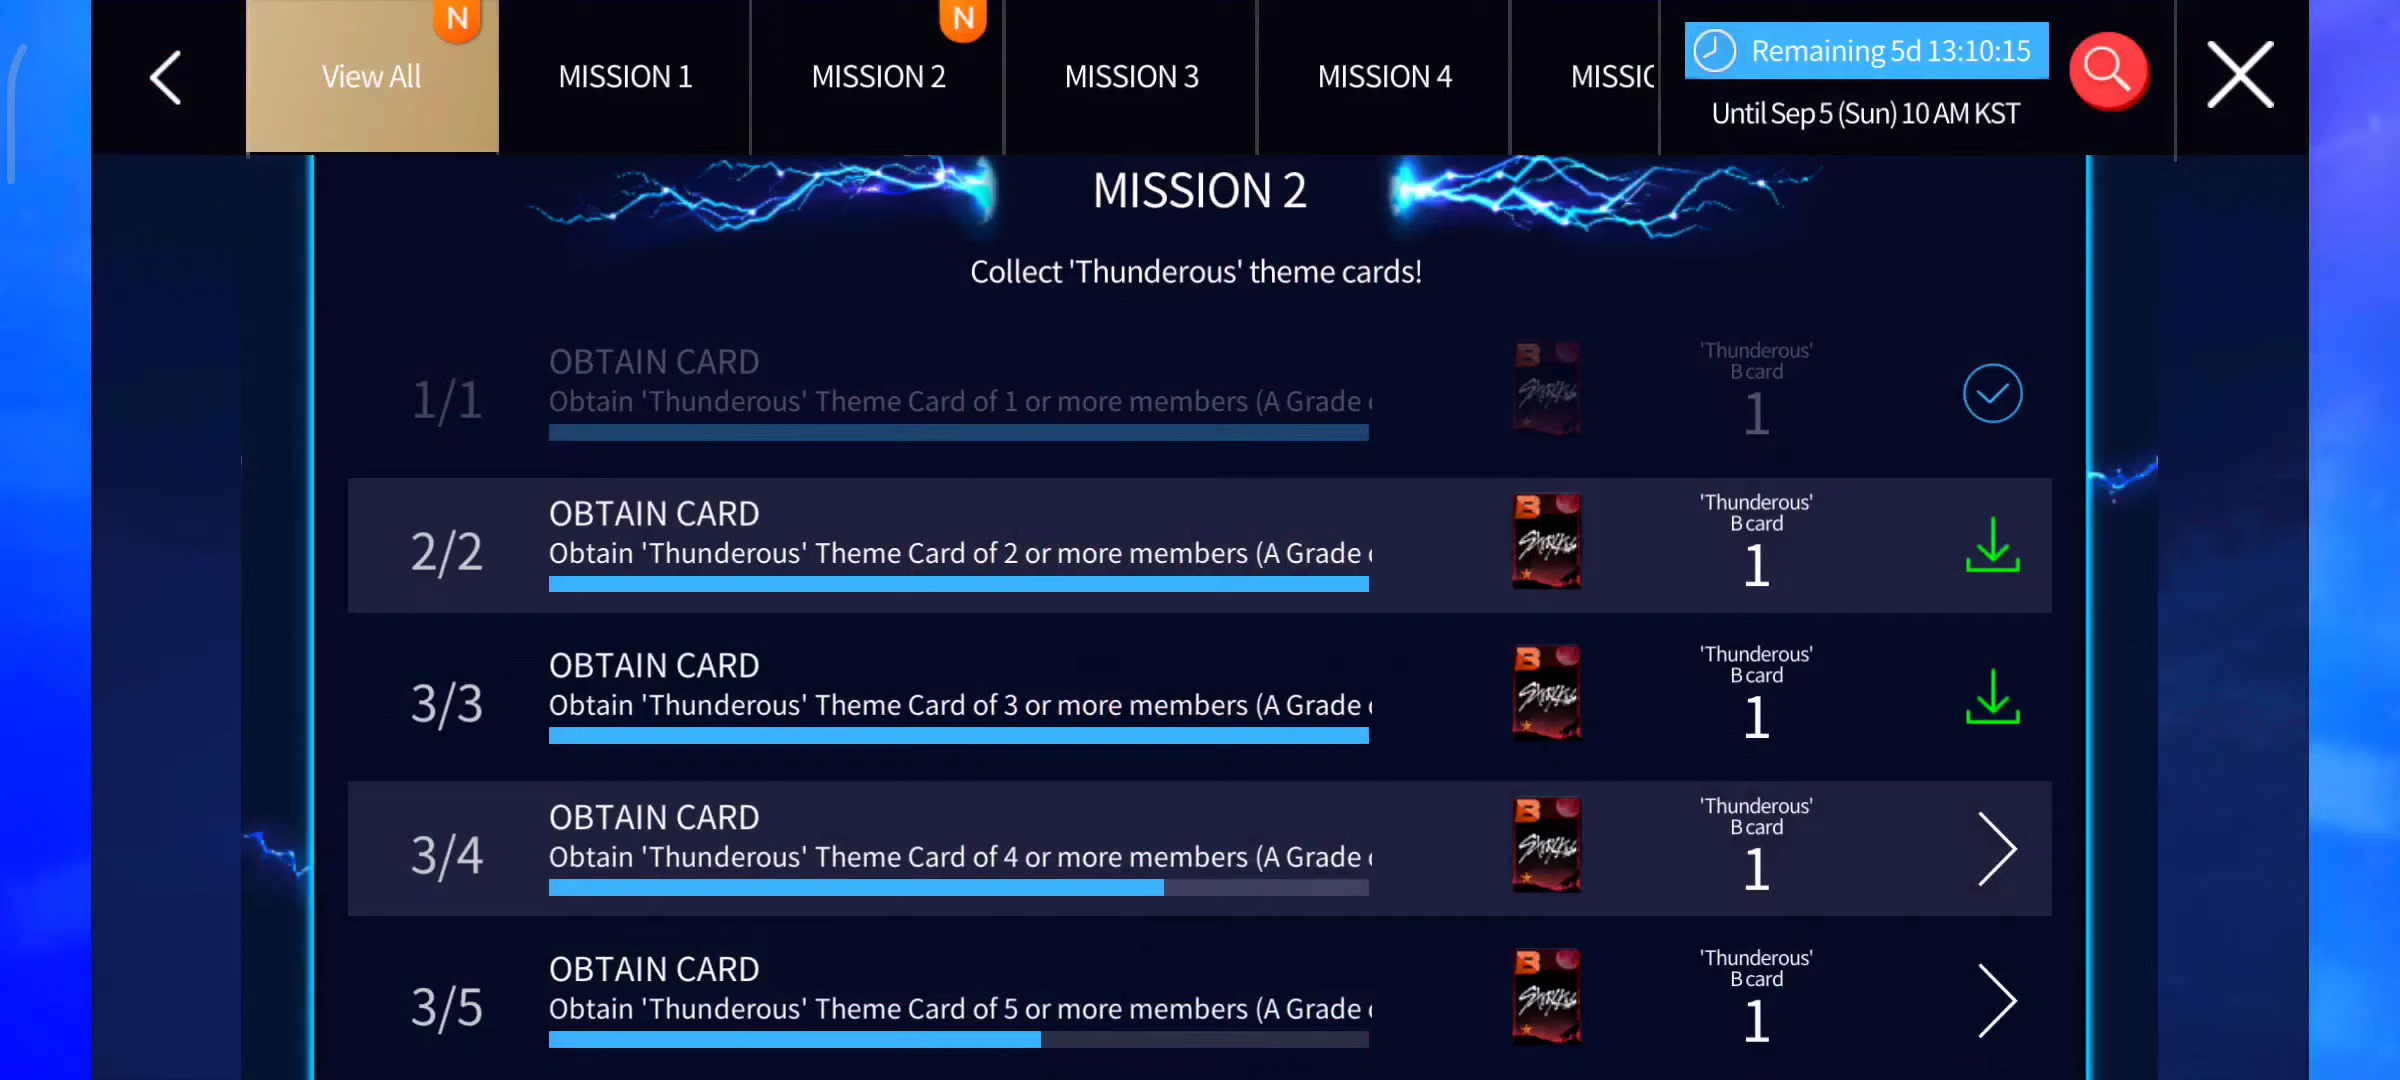 View All
N
MISSION 1
MISSION 2
N
MISSION 3
MISSION 4
Remaining 5d 13:10:15
Until Sep 5 (Sun) 10 AM KST
MISSION 2
Collect 'Thunderous' theme cards!
1/1
OBTAIN CARD
Obtain 'Thunderous' Theme Card of 1 or more members (A Grade
B
'Thunderous'
B card
1
2/2
OBTAIN CARD
Obtain 'Thunderous' Theme Card of 2 or more members (A Grade
B
'Thunderous'
B card
1
3/3
OBTAIN CARD
Obtain 'Thunderous' Theme Card of 3 or more members (A Grade
B
'Thunderous'
B card
1
3/4
OBTAIN CARD
Obtain 'Thunderous' Theme Card of 4 or more members (A Grade
B
'Thunderous'
B card
1
3/5
OBTAIN CARD
Obtain 'Thunderous' Theme Card of 5 or more members (A Grade
B
'Thunderous'
B card
1